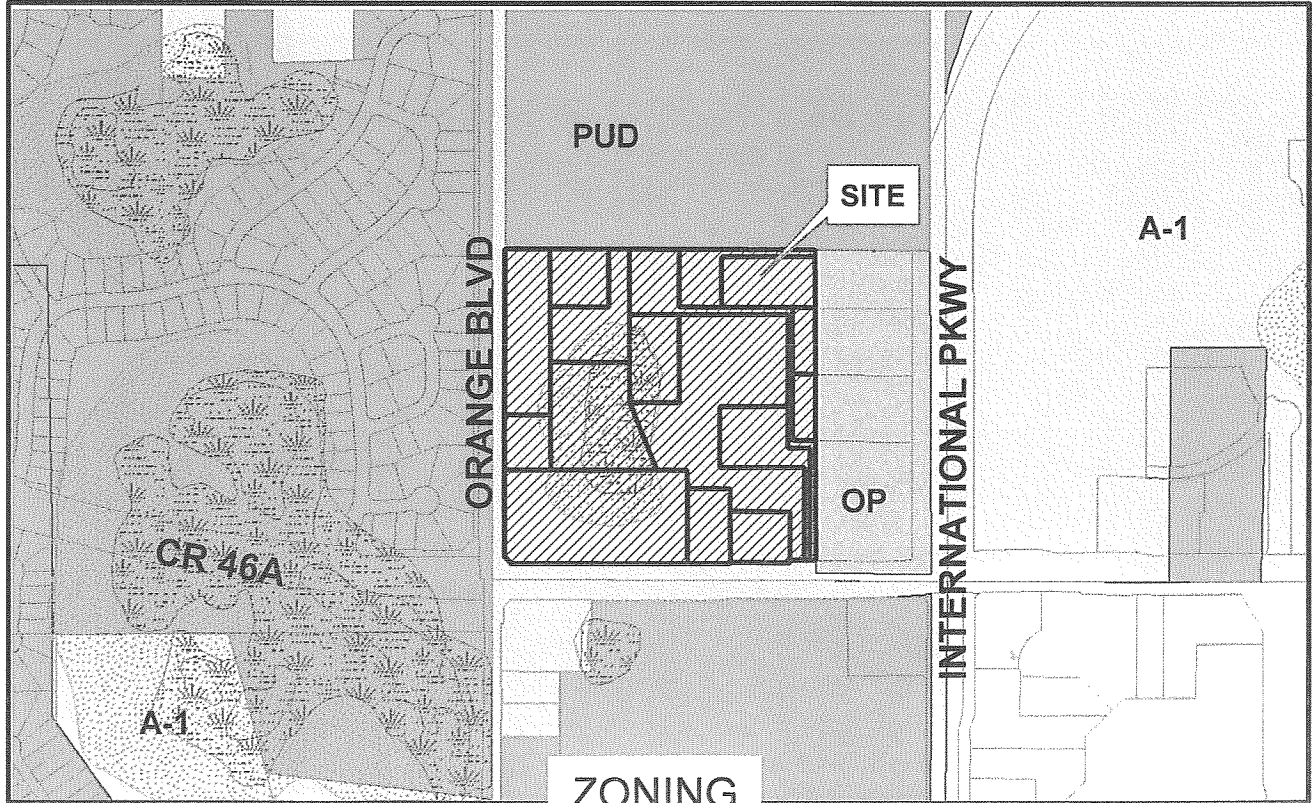 PUD
SITE
A-1
ORANGE BLVD
INTERNATIONAL PKWY
OP
CR 46A
A-1
ZONING